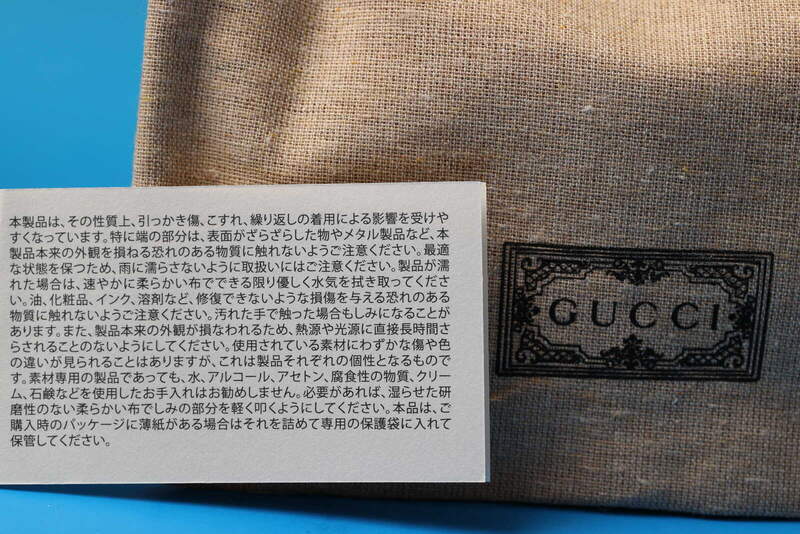 本製品は、その性質上、引っかき傷、こすれ、繰り返しの着用による影響を受けや
すくなっています。特に端の部分は、表面がざらざらした物やメタル製品など、本
製品本来の外観を損ねる恐れのある物質に触れないようご注意ください。最適
な状態を保つため、雨に濡らさないように取扱いにはご注意ください。製品が濡
れた場合は、速やかに柔らかい布でできる限り優しく水気を拭き取ってくださ
い。油、化粧品、インク、溶剤など、修復できないような損傷を与える恐れのある
物質に触れないようご注意ください。汚れた手で触った場合もしみになることが
あります。また、製品本来の外観が損なわれるため、熱源や光源に直接長時間さ
らされることのないようにしてください。使用されている素材にわずかな傷や色
の違いが見られることはありますが、これは製品それぞれの個性となるもので
す。素材専用の製品であっても、水、アルコール、アセトン、腐食性の物質、クリー
ム、石鹸などを使用したお手入れはお勧めしません。必要があれば、湿らせた研
磨性のない柔らかい布でしみの部分を軽く叩くようにしてください。本品は、ご
購入時のパッケージに薄紙がある場合はそれを詰めて専用の保護袋に入れて
保管してください。
GUCCI